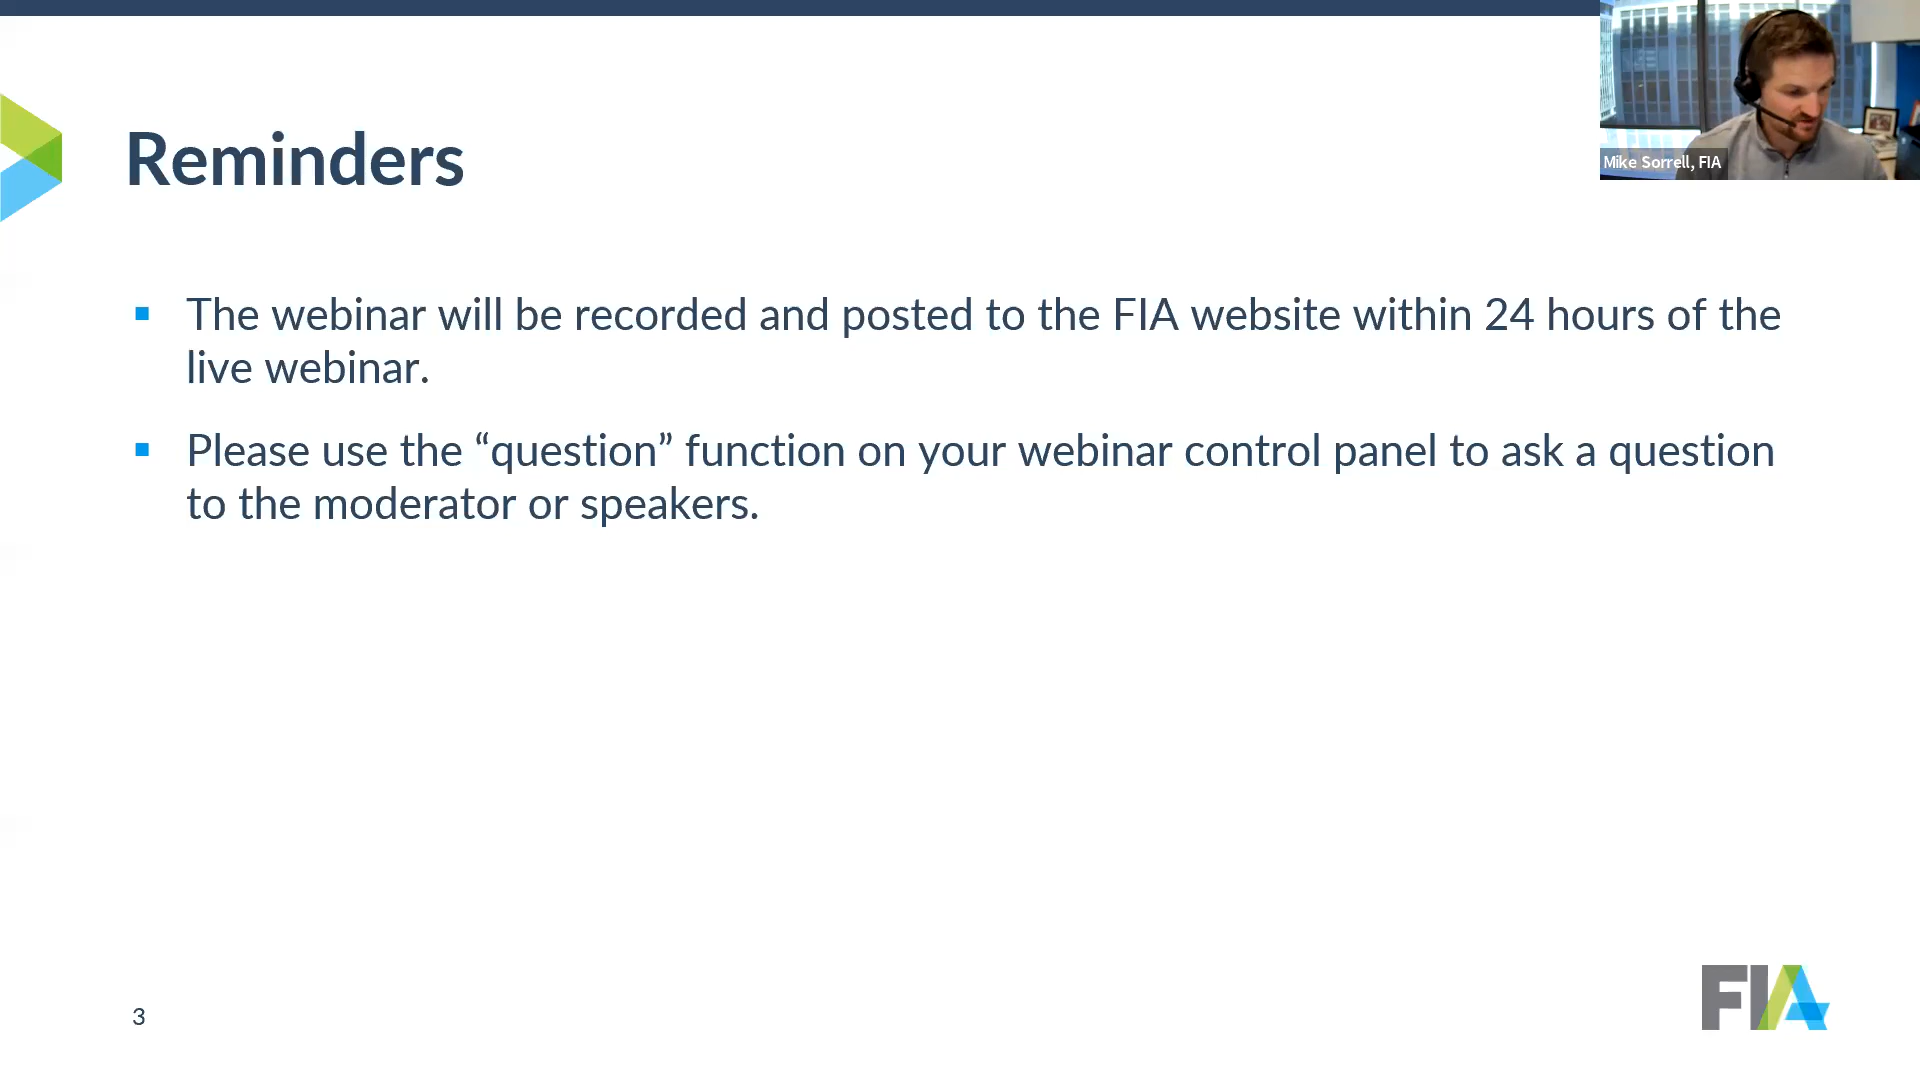 Mike Sorrell, FIA
Reminders
▪ The webinar will be recorded and posted to the FIA website within 24 hours of the
live webinar.
▪ Please use the “question” function on your webinar control panel to ask a question
to the moderator or speakers.
3
FIA